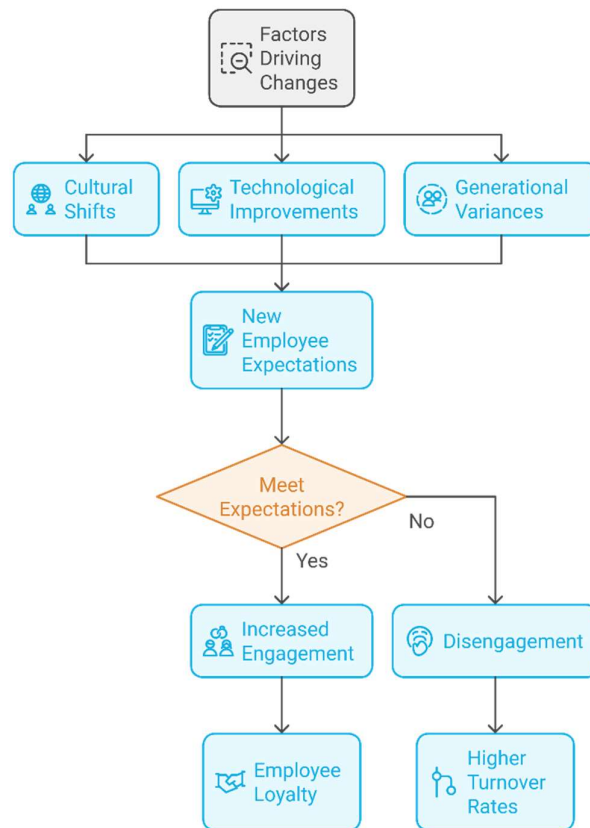 Factors
Driving
Changes
Cultural
Shifts
Technological
Improvements
Generational
Variances
New
Employee
Expectations
Meet
Expectations?
No
Yes
Increased
Engagement
Disengagement
Employee
Loyalty
Higher
Turnover
Rates